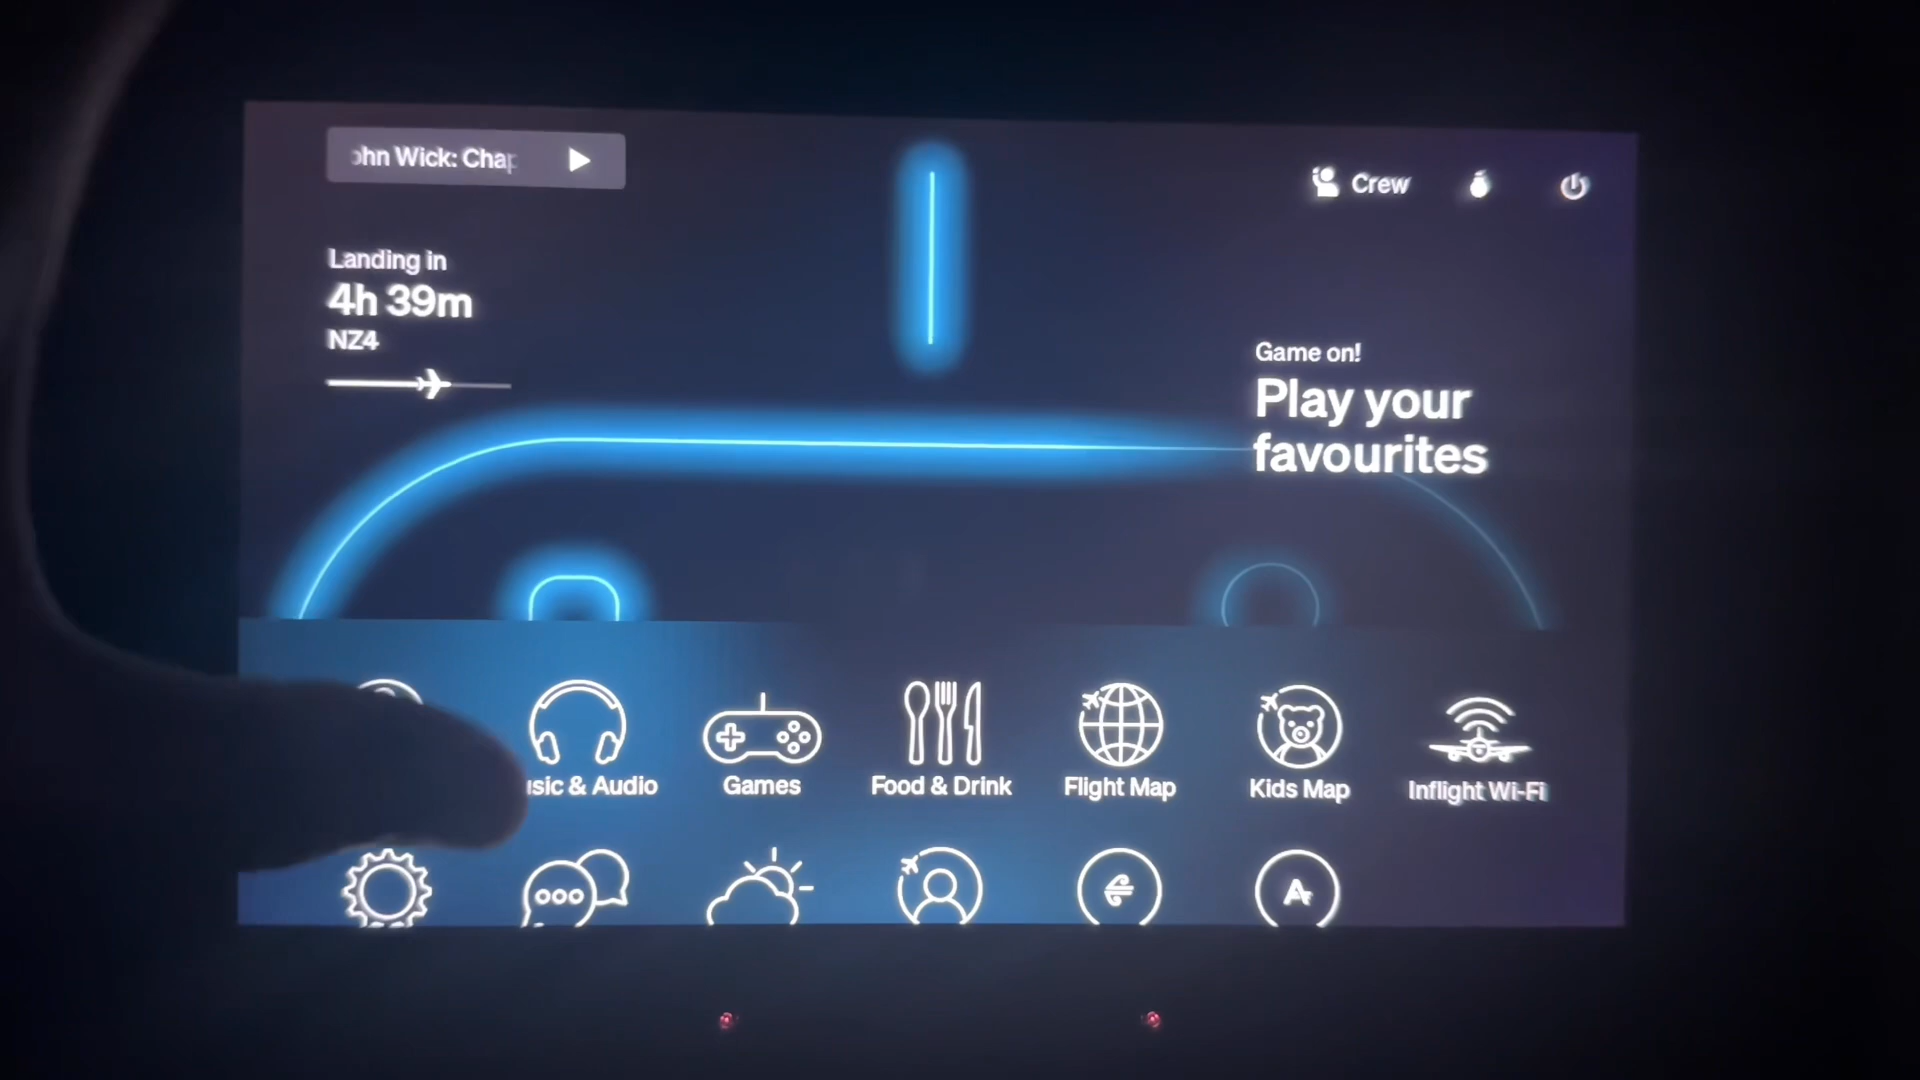 ohn Wick: Chap
Crew
Landing in
4h 39m
NZ4
Game on!
Play your
favourites
sic & Audio
Games
Food & Drink
Flight Map
Kids Map
Inflight Wi-Fi
A